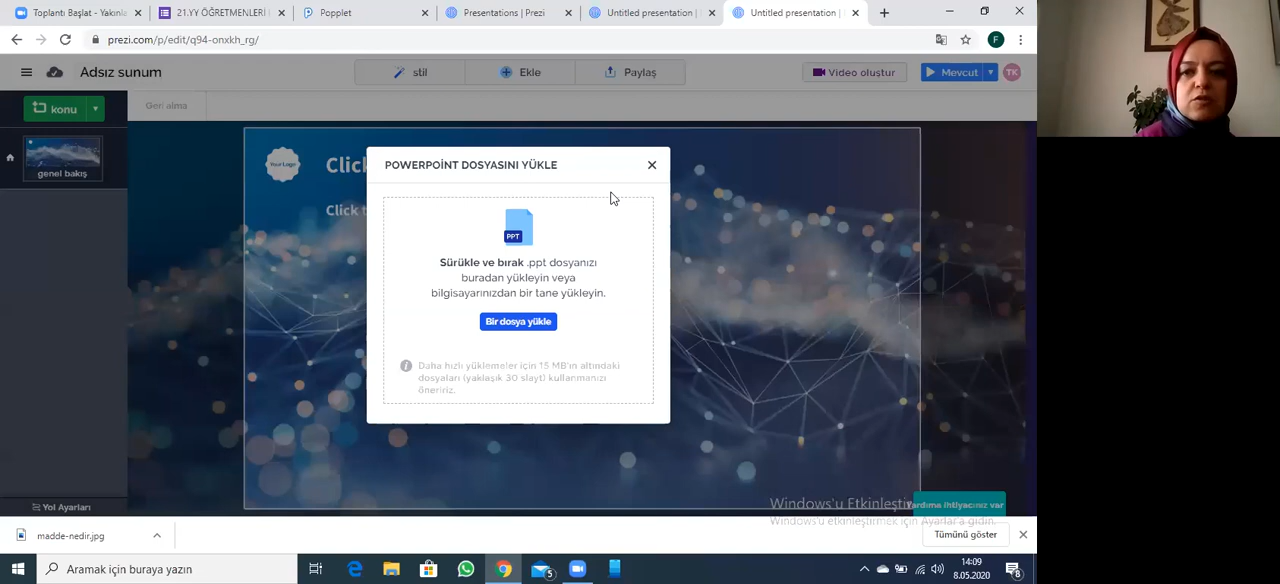 Toplantı Başlat - Yakınla
21.YY ÖĞRETMENLERİ
Popplet
Presentations | Prezi
Untitled presentation |
Untitled presentation |
prezi.com/p/edit/q94-onxkh_rg/
F
Adsız sunum
stil
Ekle
Paylaş
Video oluştur
Mevcut
TK
konu
Geri alma
genel bakış
Your Logo
Click
Click t
POWERPOİNT DOSYASINI YÜKLE
PPT
Sürükle ve bırak .ppt dosyanızı
buradan yükleyin veya
bilgisayarınızdan bir tane yükleyin.
Bir dosya yükle
Daha hızlı yüklemeler için 15 MB'ın altındaki
dosyaları (yaklaşık 30 slayt) kullanmanızı
öneririz.
Yol Ayarları
Windows'u Etkinleştir
Yardıma ihtiyacınız var
Windows'u etkinleştirmek için Ayarlar'a gidin.
madde-nedir.jpg
Tümünü göster
Aramak için buraya yazın
5
14:09
8.05.2020
8